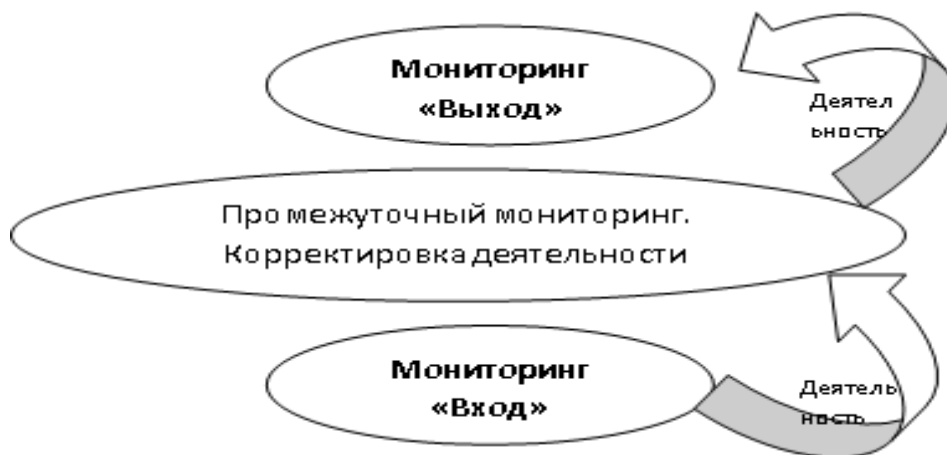 Мониторинг
«Выход»
Деятел
ьность
Промежуточный мониторинг.
Корректировка деятельности
Мониторинг
«Вход»
Деятель
ность